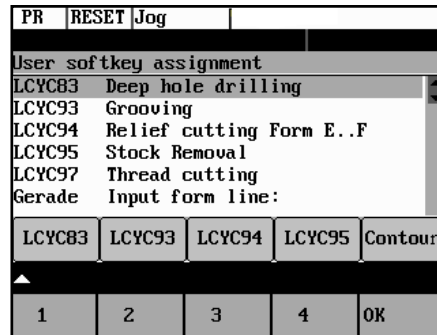 PR RESET Jog
User softkey assignment
LCYC83 Deep hole drilling
LCYC93 Grooving
LCYC94 Relief cutting Form E..F
LCYC95 Stock Removal
LCYC97 Thread cutting
Gerade Input form line:
LCYC83 LCYC93 LCYC94 LCYC95 Contour
1 2 3 4 OK